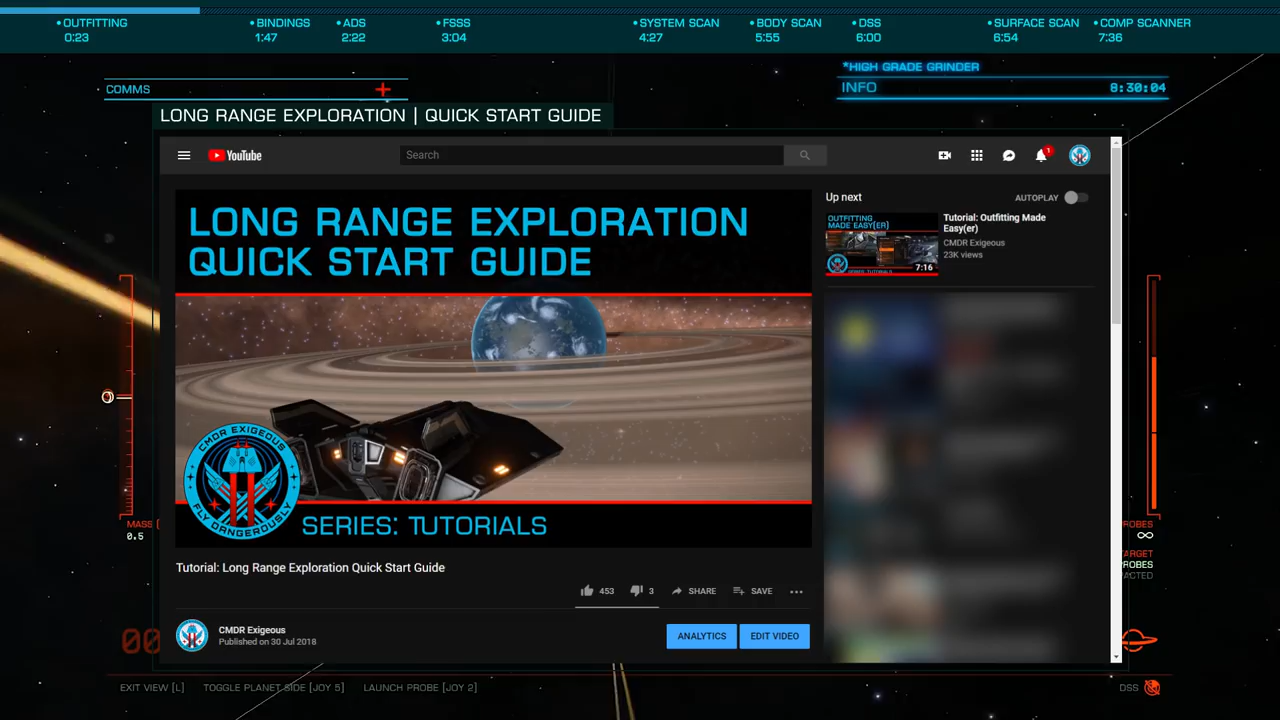 • OUTFITTING
0:23
• BINDINGS
1:47
• ADS
2:22
• FSSS
3:04
• SYSTEM SCAN
4:27
• BODY SCAN
5:55
• DSS
6:00
• SURFACE SCAN
6:54
• COMP SCANNER
7:36
COMMS
*HIGH GRADE GRINDER
INFO
8:30:04
LONG RANGE EXPLORATION | QUICK START GUIDE
YouTube
Search
1
LONG RANGE EXPLORATION
QUICK START GUIDE
CMDR EXIGEOUS
FLY DANGEROUSLY
SERIES: TUTORIALS
Up next
AUTOPLAY
OUTFITTING
MADE EASY(ER)
SERIES: TUTORIALS
7:16
Tutorial: Outfitting Made
Easy(er)
CMDR Exigeous
23K views
Tutorial: Long Range Exploration Quick Start Guide
453
3
SHARE
SAVE
CMDR Exigeous
Published on 30 Jul 2018
ANALYTICS
EDIT VIDEO
MASS
0.5
00
ROBES
∞
ARGET
ROBES
ACTED
EXIT VIEW [L]
TOGGLE PLANET SIDE [JOY 5]
LAUNCH PROBE [JOY 2]
DSS